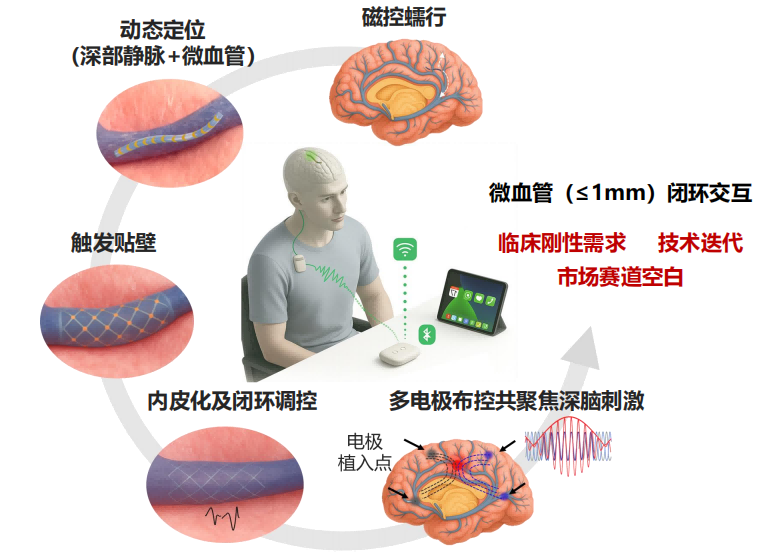 磁控蠕行
动态定位
（深部静脉+微血管）
触发贴壁
内皮化及闭环调控
多电极布控共聚焦深脑刺激
电极
植入点
微血管（≤1mm）闭环交互
临床刚性需求 技术迭代
市场赛道空白